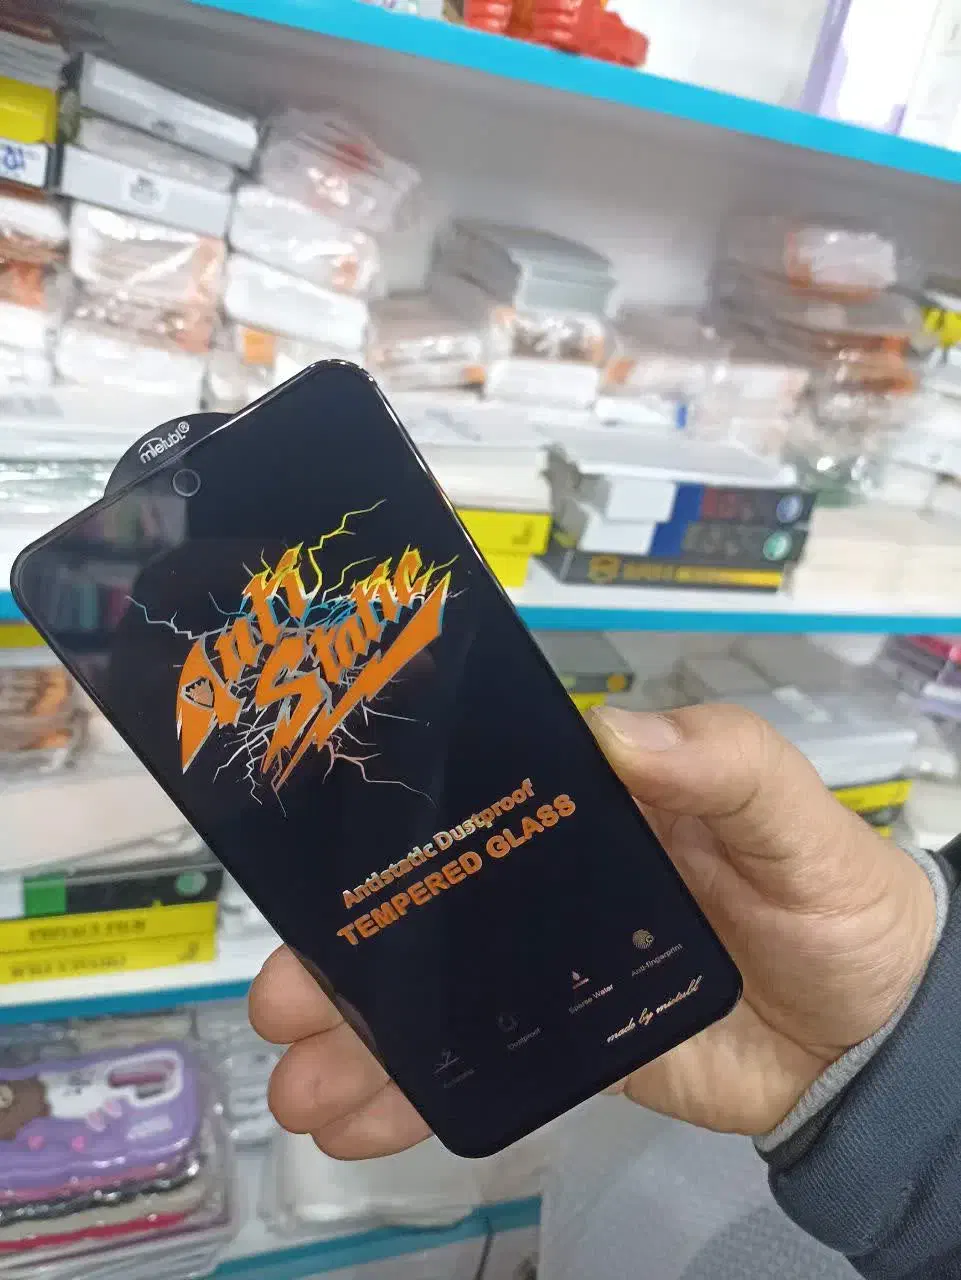 mietubl®
Anti
Static
Antistatic Dustproof
TEMPERED GLASS
Dustproof
Sparse Water
Anti-fingerprint
made by mietubl